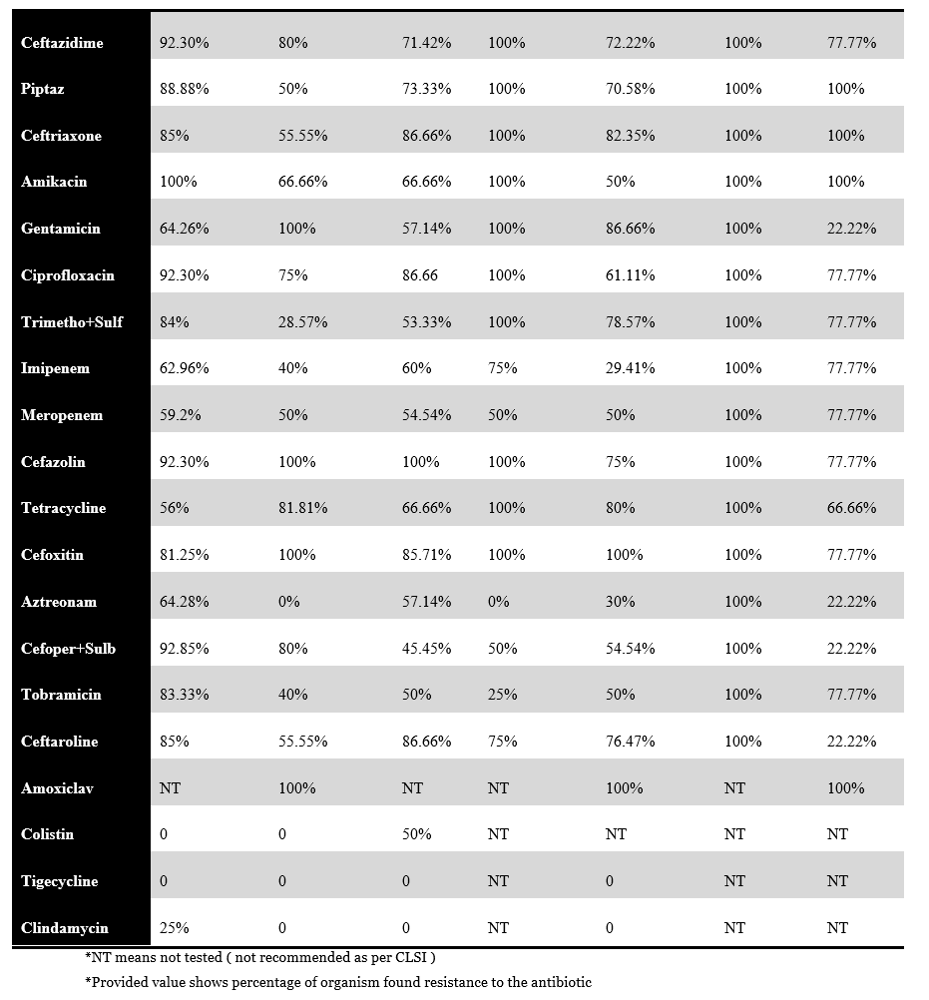 Ceftazidime 92.30% 80% 71.42% 100% 72.22% 100% 77.77%
Piptaz 88.88% 50% 73.33% 100% 70.58% 100% 100%
Ceftriaxone 85% 55.55% 86.66% 100% 82.35% 100% 100%
Amikacin 100% 66.66% 66.66% 100% 50% 100% 100%
Gentamicin 64.26% 100% 57.14% 100% 86.66% 100% 22.22%
Ciprofloxacin 92.30% 75% 86.66 100% 61.11% 100% 77.77%
Trimetho+Sulf 84% 28.57% 53.33% 100% 78.57% 100% 77.77%
Imipenem 62.96% 40% 60% 75% 29.41% 100% 77.77%
Meropenem 59.2% 50% 54.54% 50% 50% 100% 77.77%
Cefazolin 92.30% 100% 100% 100% 75% 100% 77.77%
Tetracycline 56% 81.81% 66.66% 100% 80% 100% 66.66%
Cefoxitin 81.25% 100% 85.71% 100% 100% 100% 77.77%
Aztreonam 64.28% 0% 57.14% 0% 30% 100% 22.22%
Cefoper+Sulb 92.85% 80% 45.45% 50% 54.54% 100% 22.22%
Tobramicin 83.33% 40% 50% 25% 50% 100% 77.77%
Ceftaroline 85% 55.55% 86.66% 75% 76.47% 100% 22.22%
Amoxiclav NT 100% NT NT 100% NT 100%
Colistin 0 0 50% NT NT NT NT
Tigecycline 0 0 0 NT 0 NT NT
Clindamycin 25% 0 0 NT 0 NT NT
*NT means not tested ( not recommended as per CLSI )
*Provided value shows percentage of organism found resistance to the antibiotic